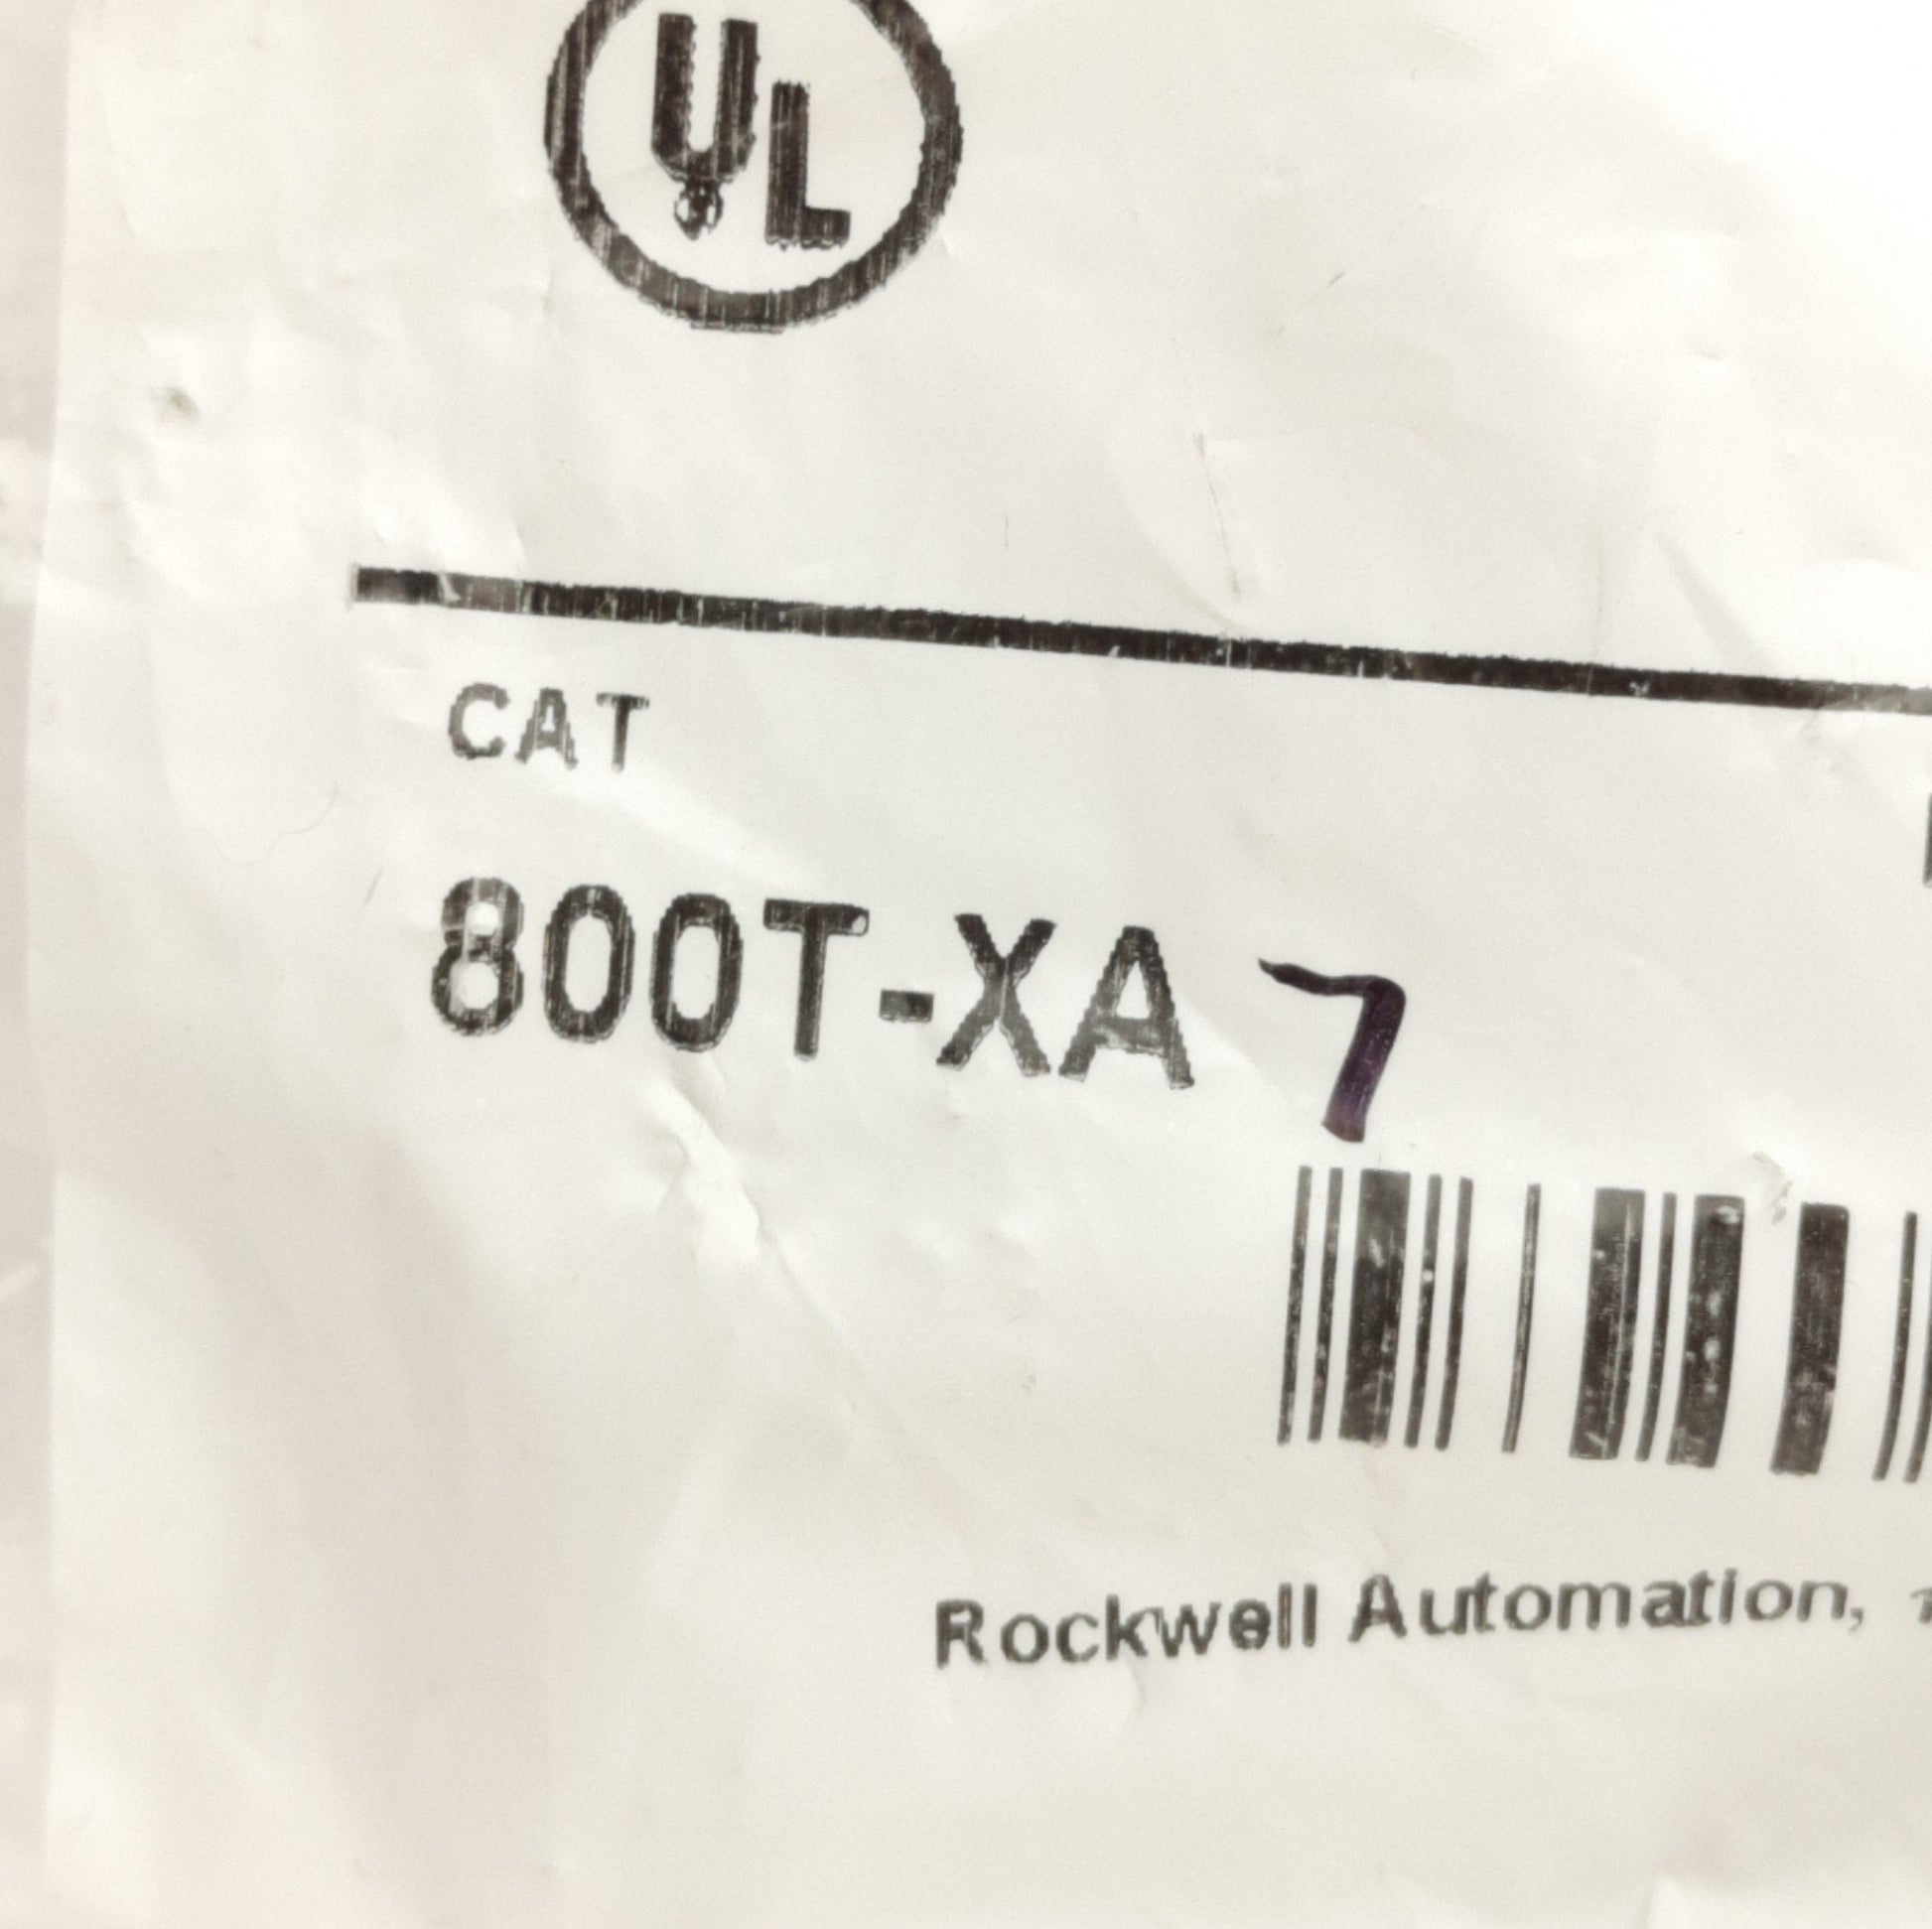 UL
CAT
800T-XA 7
Rockwell Automation,